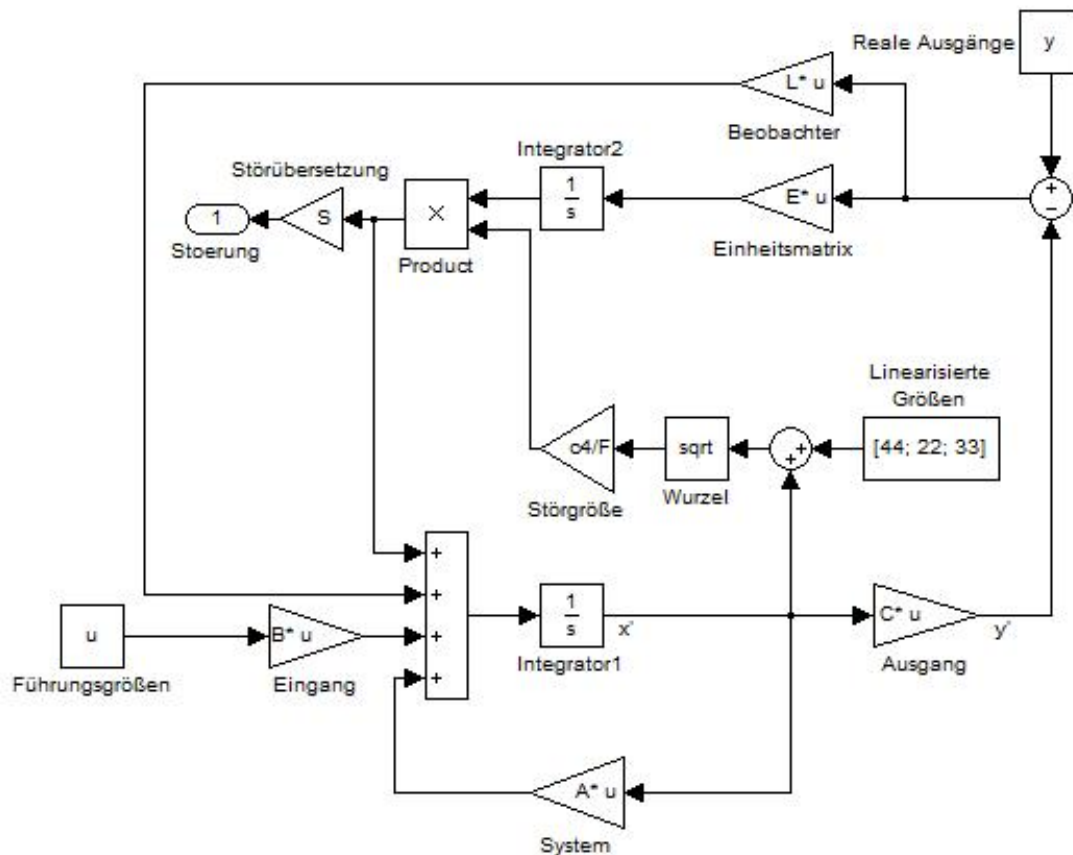 Reale Ausgänge
y
L* u
Beobachter
Störübersetzung
Integrator2
+
−
1
S
×
1
s
E* u
Stoerung
Product
Einheitsmatrix
Linearisierte
Größen
o4/F
sqrt
+
+
[44; 22; 33]
Störgröße
Wurzel
+
+
+
+
u
B* u
1
s
x'
C* u
y'
Führungsgrößen
Eingang
Integrator1
Ausgang
A* u
System